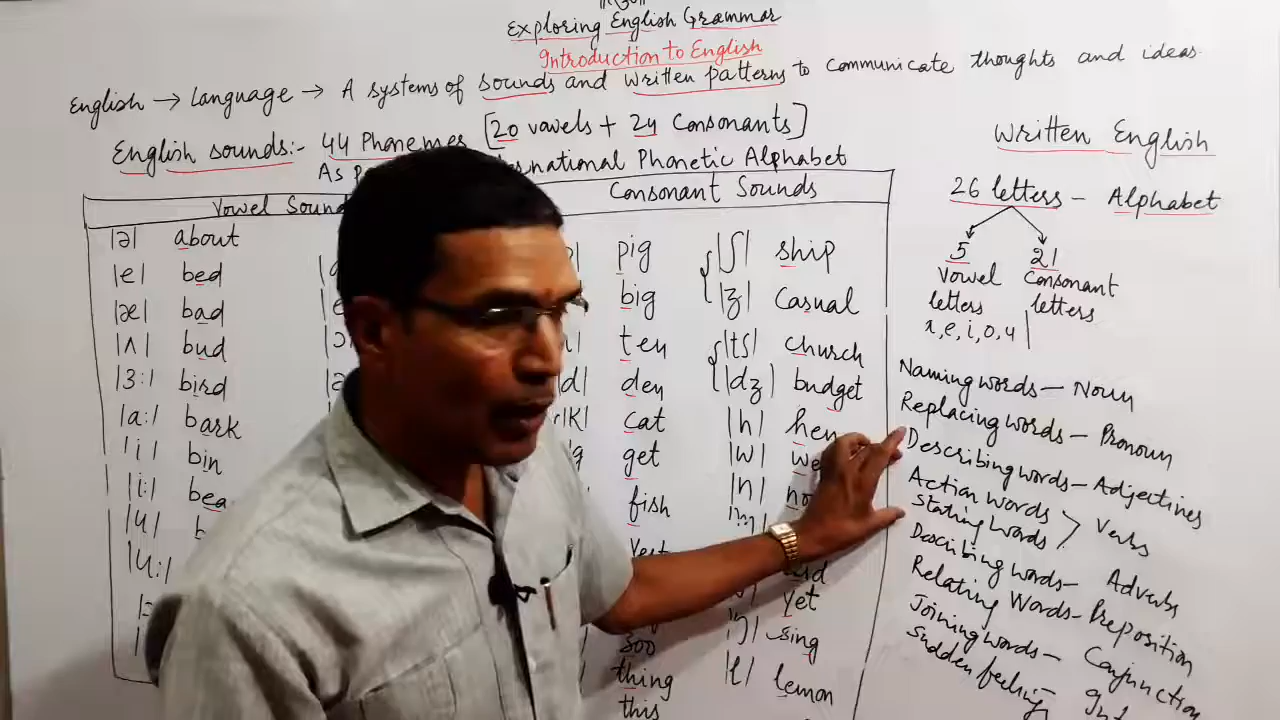 Exploring English Grammar
Introduction to English
English → Language → A systems of sounds and written patterns to communicate thoughts and ideas.
English sounds:- 44 Phonemes [20 vowels + 24 Consonants]
As International Phonetic Alphabet
Vowel Sound
Consonant Sounds
|ə| about
|e| bed
|æ| bad
|ʌ| bud
|3:| bird
|a:| bark
|i| bin
|i:| bea
|u| b
|u:|
pig
big
ten
|d| den
|K| cat
get
fish
Vest
zoo
thing
this
|ʃ| ship
|ʒ| casual
|tʃ| church
|dʒ| budget
|h| hen
|w| we
|n| no
|m|
yet
|ŋ| sing
|l| lemon
Written English
26 letters - Alphabet
5 vowel letters
a, e, i, o, u
21 Consonant letters
Naming words - Noun
Replacing words - Pronoun
Describing words - Adjectives
Action words
Stating words > Verbs
Describing words - Adverbs
Relating Words - Preposition
Joining words - Conjunction
Sudden feeling -